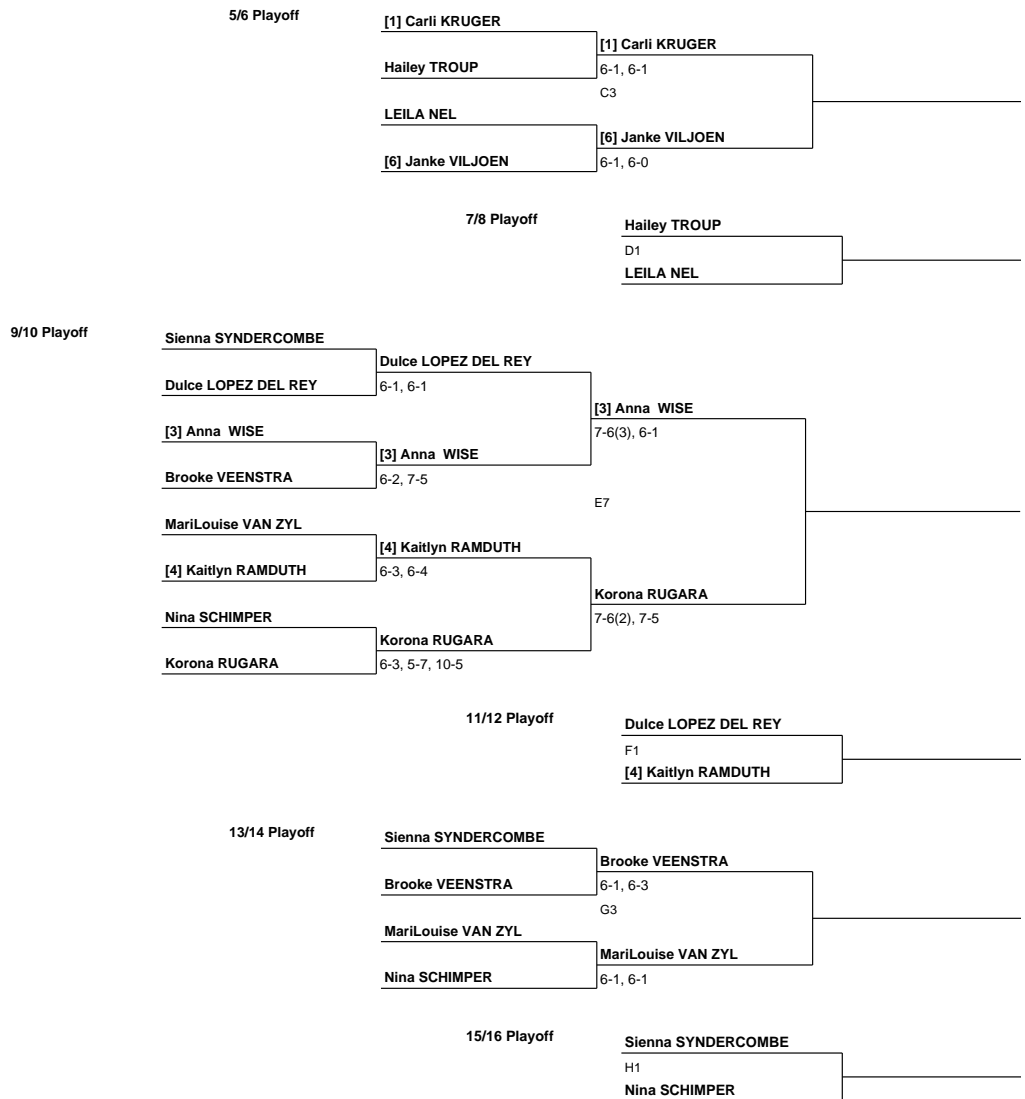 5/6 Playoff
[1] Carli KRUGER
[1] Carli KRUGER
Hailey TROUP
6-1, 6-1
C3
LEILA NEL
[6] Janke VILJOEN
[6] Janke VILJOEN
6-1, 6-0
7/8 Playoff
Hailey TROUP
D1
LEILA NEL
9/10 Playoff
Sienna SYNDERCOMBE
Dulce LOPEZ DEL REY
Dulce LOPEZ DEL REY
6-1, 6-1
[3] Anna  WISE
[3] Anna  WISE
7-6(3), 6-1
[3] Anna  WISE
Brooke VEENSTRA
6-2, 7-5
E7
MariLouise VAN ZYL
[4] Kaitlyn RAMDUTH
[4] Kaitlyn RAMDUTH
6-3, 6-4
Korona RUGARA
7-6(2), 7-5
Nina SCHIMPER
Korona RUGARA
Korona RUGARA
6-3, 5-7, 10-5
11/12 Playoff
Dulce LOPEZ DEL REY
F1
[4] Kaitlyn RAMDUTH
13/14 Playoff
Sienna SYNDERCOMBE
Brooke VEENSTRA
Brooke VEENSTRA
6-1, 6-3
G3
MariLouise VAN ZYL
MariLouise VAN ZYL
Nina SCHIMPER
6-1, 6-1
15/16 Playoff
Sienna SYNDERCOMBE
H1
Nina SCHIMPER